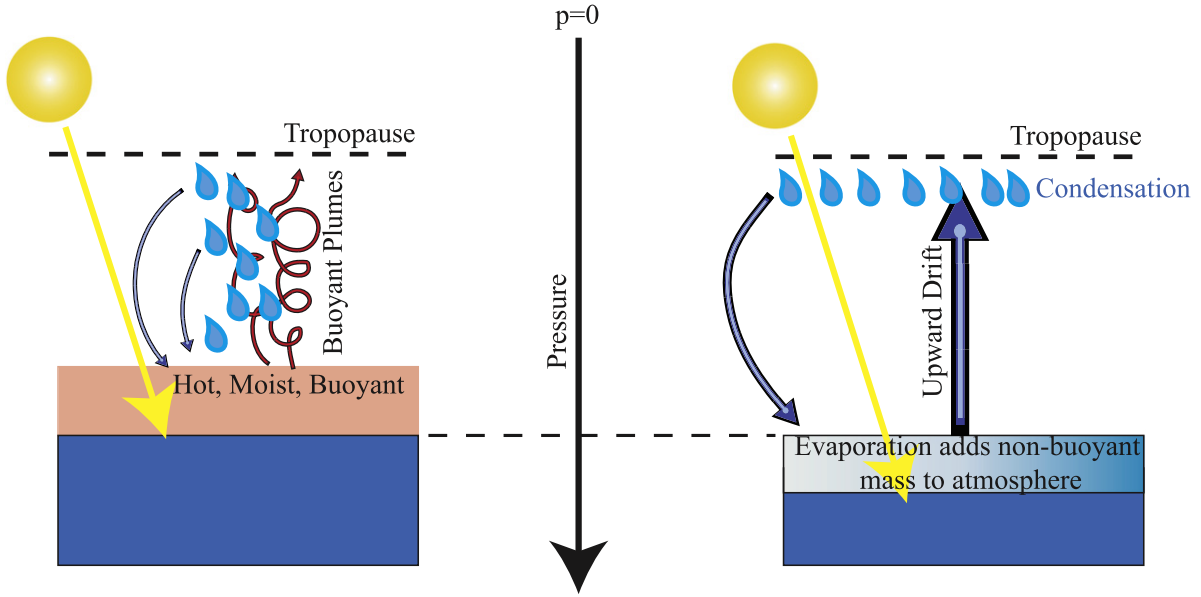 p=0
Tropopause
Buoyant Plumes
Hot, Moist, Buoyant
Pressure
Tropopause
Condensation
Upward Drift
Evaporation adds non-buoyant
mass to atmosphere